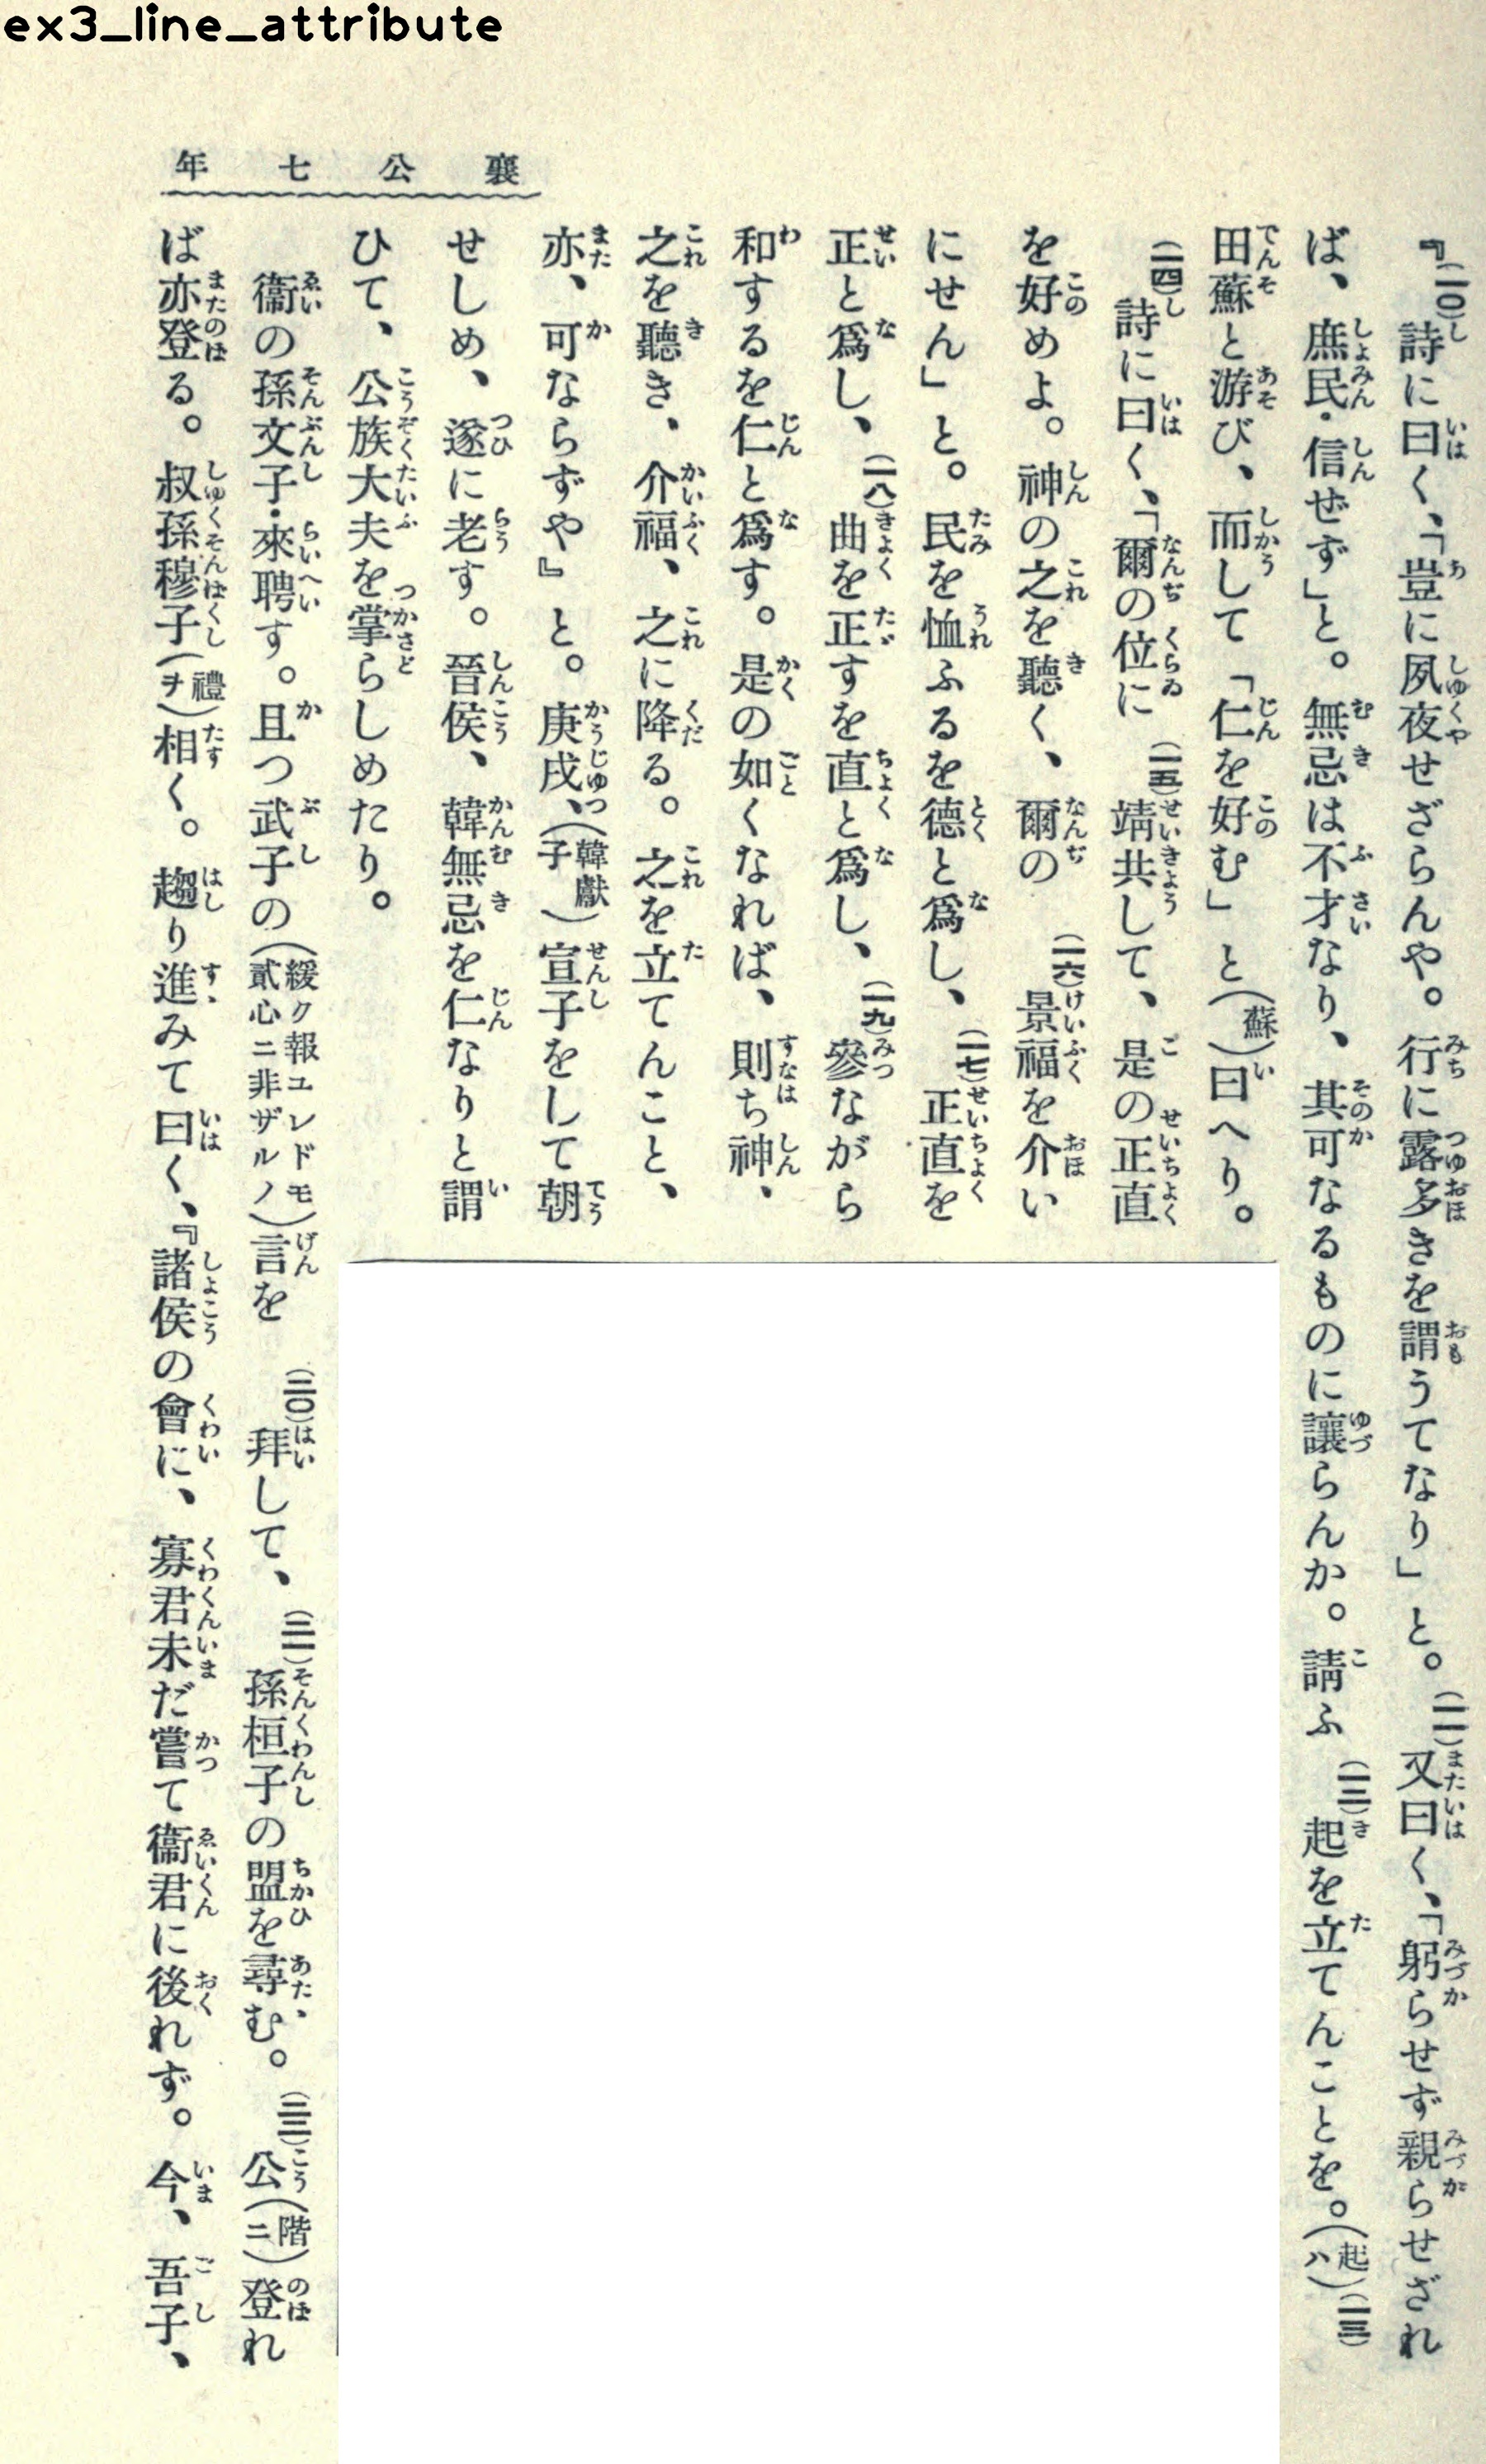 ex3_line_attribute
襄公七年
『(一〇)詩に曰く、「豈に夙夜せざらんや。行に露多きを謂うてなり」と。(一一)又曰く、「躬らせず親らせざれ
ば、庶民・信ぜず」と。無忌は不才なり、其可なるものに讓らんか。請ふ(一二)起を立てんことを。(起ハ)(一三)
田蘇と游び、而して「仁を好む」と(蘇)曰へり。
(一四)詩に曰く、「爾の位に(一五)靖共して、是の正直
を好めよ。神の之を聽く、爾の(一六)景福を介い
にせん」と。民を恤ふるを德と爲し、(一七)正直を
正と爲し、(一八)曲を正すを直と爲し、(一九)參ながら
和するを仁と爲す。是の如くなれば、則ち神、
之を聽き、介福、之に降る。之を立てんこと、
亦、可ならずや』と。庚戌、(韓獻子)宣子をして朝
せしめ、遂に老す。晉侯、韓無忌を仁なりと謂
ひて、公族大夫を掌らしめたり。
衞の孫文子・來聘す。且つ武子の(緩ク報ユレドモ貳心ニ非ザルノ)言を(二〇)拜して、(二一)孫桓子の盟を尋む。(二二)公(階ニ)登れ
ば亦登る。叔孫穆子(禮ヲ)相く。趨り進みて曰く、『諸侯の會に、寡君未だ嘗て衞君に後れず。今、吾子、